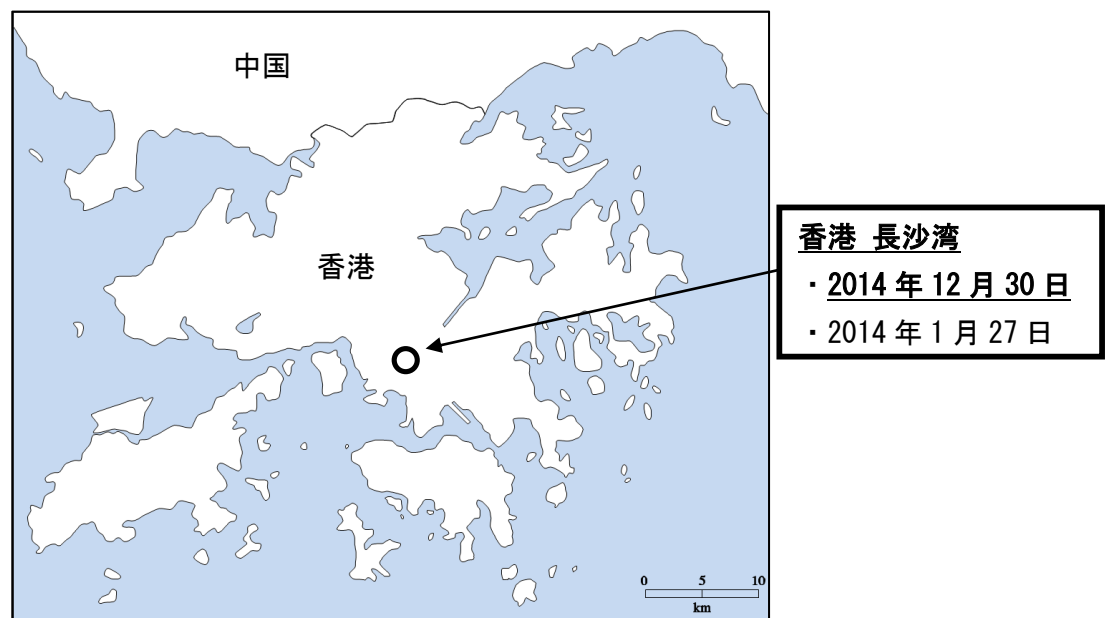 中国
香港
香港 長沙湾
・2014 年 12 月 30 日
・2014 年 1 月 27 日
0 5 10
km